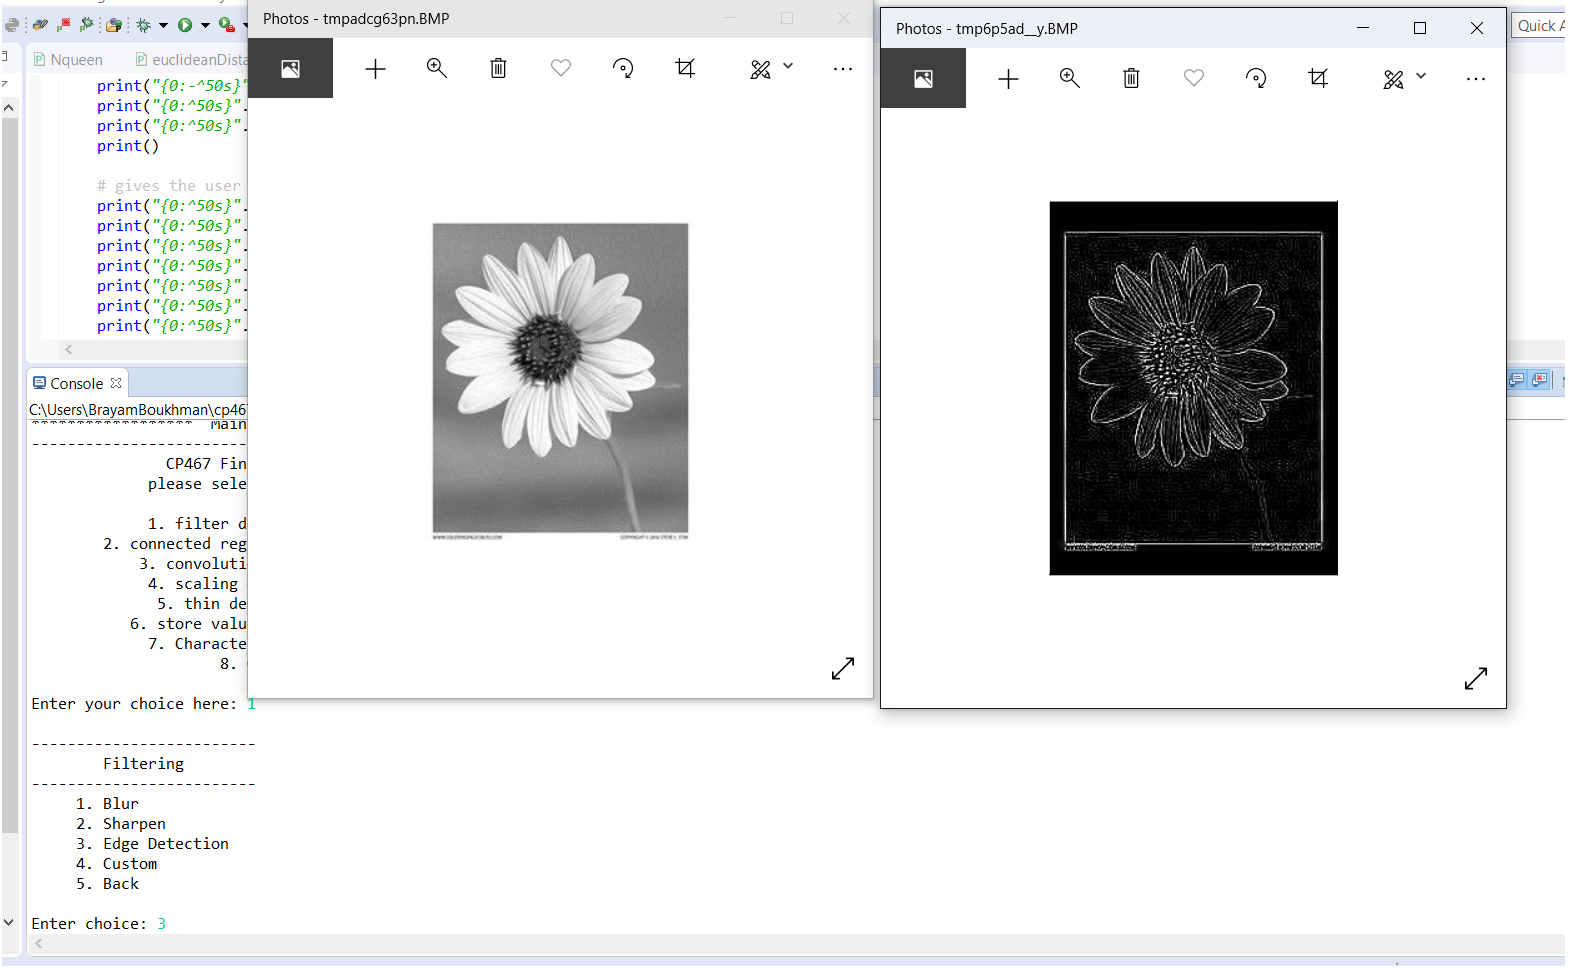 Photos - tmpadcg63pn.BMP
Photos - tmp6p5ad__y.BMP
Quick A
Nqueen
euclideanDista
print("{0:-^50s}"
print("{0:^50s}".
print("{0:^50s}".
print()
# gives the user
print("{0:^50s}".
print("{0:^50s}".
print("{0:^50s}".
print("{0:^50s}".
print("{0:^50s}".
print("{0:^50s}".
print("{0:^50s}".
Console
C:\Users\BrayamBoukhman\cp467
****************** Main
-------------------------
CP467 Fin
please sele
1. filter d
2. connected reg
3. convoluti
4. scaling
5. thin de
6. store valu
7. Characte
8.
Enter your choice here: 1
-------------------------
Filtering
-------------------------
1. Blur
2. Sharpen
3. Edge Detection
4. Custom
5. Back
Enter choice: 3